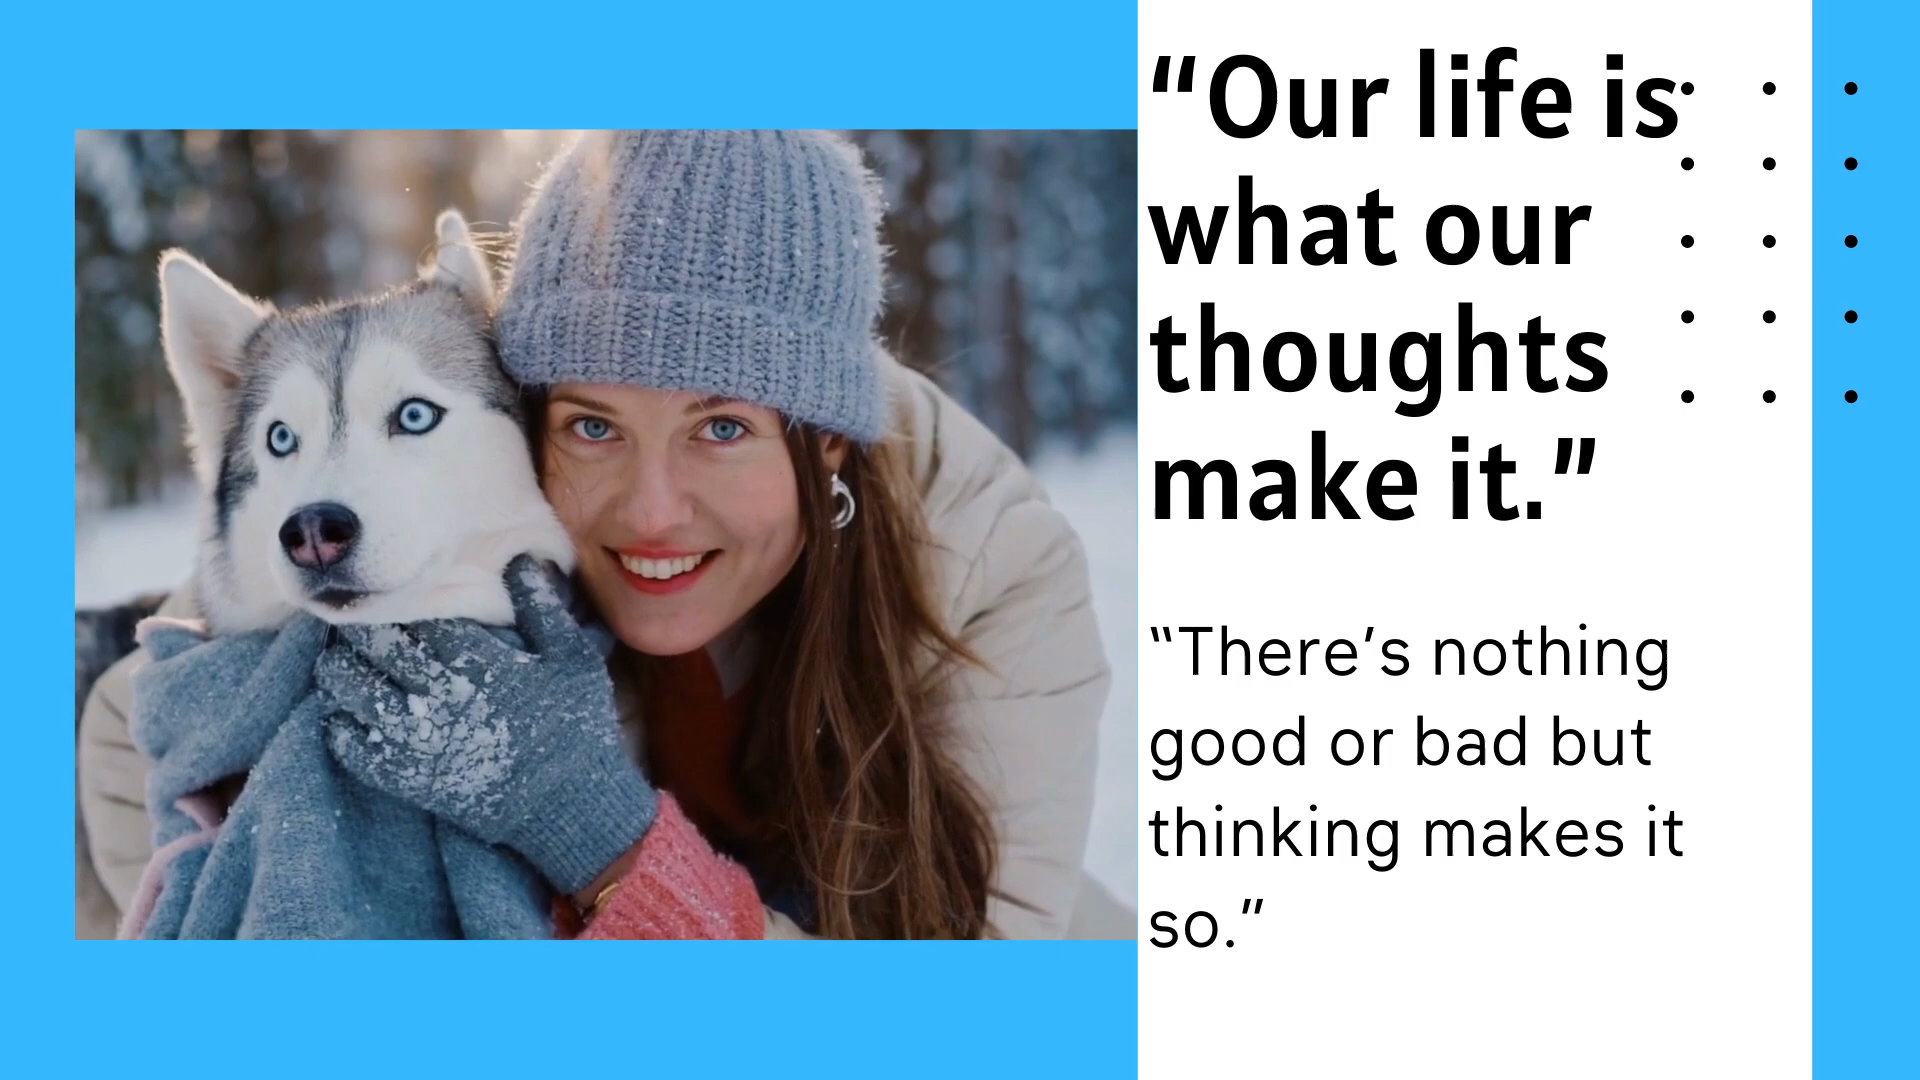 “Our life is
what our
thoughts
make it.”
“There’s nothing
good or bad but
thinking makes it
so.”